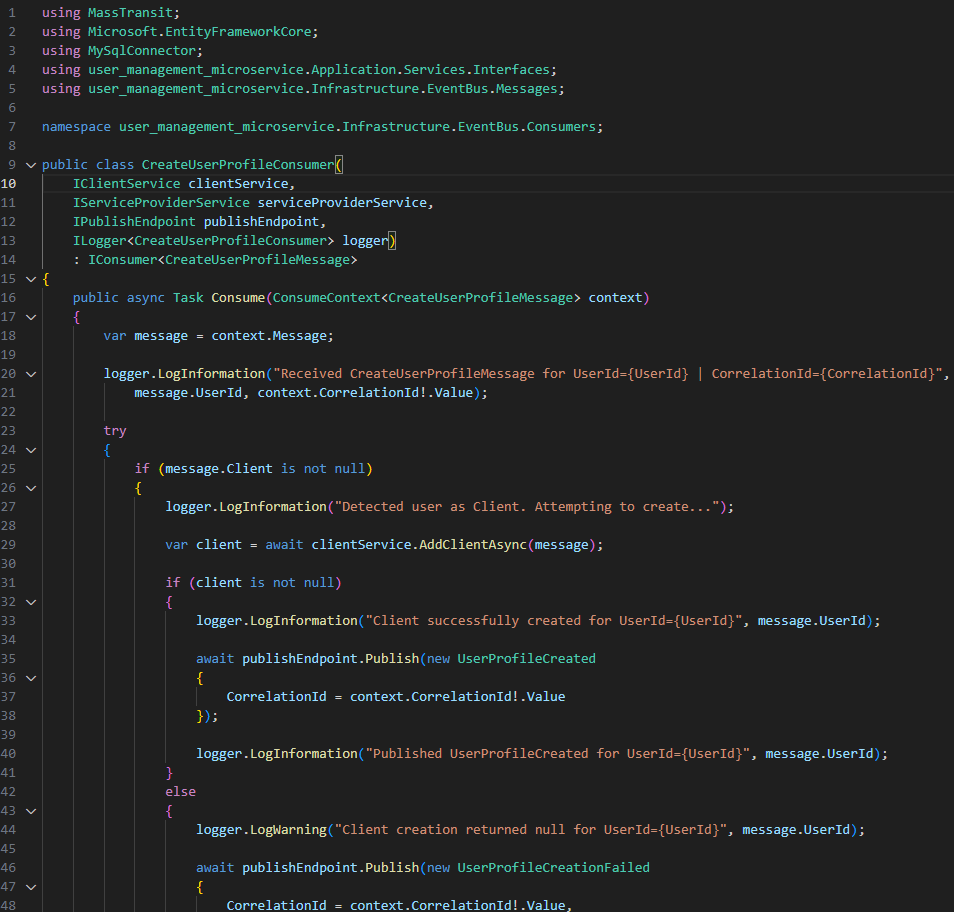 1 using MassTransit;
2 using Microsoft.EntityFrameworkCore;
3 using MySqlConnector;
4 using user_management_microservice.Application.Services.Interfaces;
5 using user_management_microservice.Infrastructure.EventBus.Messages;
6
7 namespace user_management_microservice.Infrastructure.EventBus.Consumers;
8
9 public class CreateUserProfileConsumer(
10     IClientService clientService,
11     IServiceProviderService serviceProviderService,
12     IPublishEndpoint publishEndpoint,
13     ILogger<CreateUserProfileConsumer> logger)
14     : IConsumer<CreateUserProfileMessage>
15 {
16     public async Task Consume(ConsumeContext<CreateUserProfileMessage> context)
17     {
18         var message = context.Message;
19
20         logger.LogInformation("Received CreateUserProfileMessage for UserId={UserId} | CorrelationId={CorrelationId}",
21             message.UserId, context.CorrelationId!.Value);
22
23         try
24         {
25             if (message.Client is not null)
26             {
27                 logger.LogInformation("Detected user as Client. Attempting to create...");
28
29                 var client = await clientService.AddClientAsync(message);
30
31                 if (client is not null)
32                 {
33                     logger.LogInformation("Client successfully created for UserId={UserId}", message.UserId);
34
35                     await publishEndpoint.Publish(new UserProfileCreated
36                     {
37                         CorrelationId = context.CorrelationId!.Value
38                     });
39
40                     logger.LogInformation("Published UserProfileCreated for UserId={UserId}", message.UserId);
41                 }
42                 else
43                 {
44                     logger.LogWarning("Client creation returned null for UserId={UserId}", message.UserId);
45
46                     await publishEndpoint.Publish(new UserProfileCreationFailed
47                     {
48                         CorrelationId = context.CorrelationId!.Value,